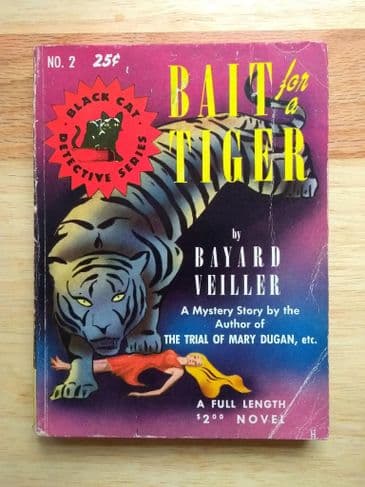 NO. 2 25¢
BLACK CAT
DETECTIVE SERIES
BAIT for
a
TIGER
by
BAYARD
VEILLER
A Mystery Story by the
Author of
THE TRIAL OF MARY DUGAN, etc.
A FULL LENGTH
$2.00 NOVEL
H